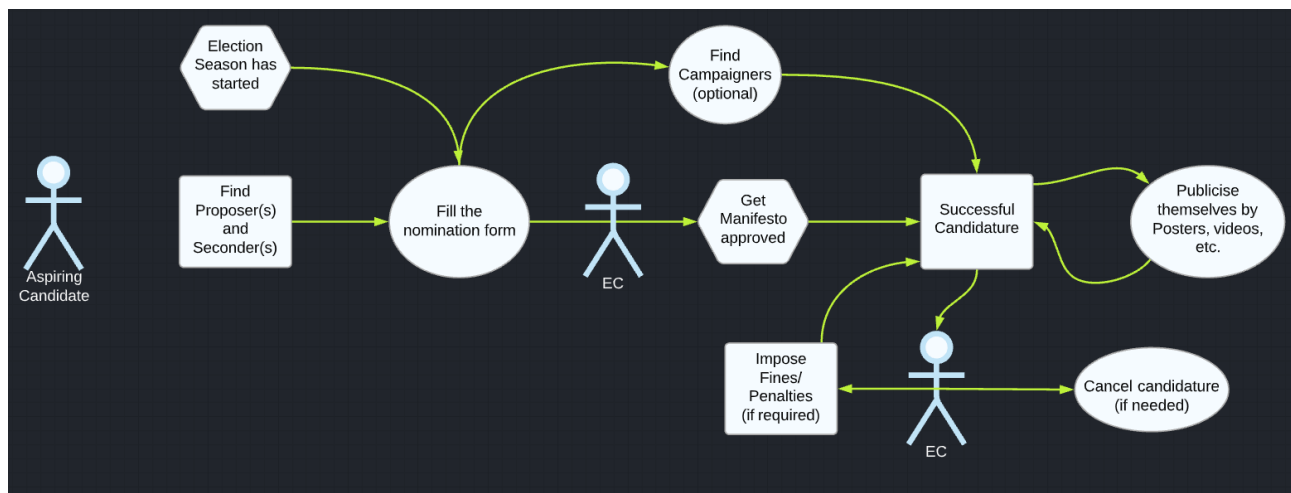 Election
Season has
started
Find
Campaigners
(optional)
Aspiring
Candidate
Find
Proposer(s)
and
Seconder(s)
Fill the
nomination form
EC
Get
Manifesto
approved
Successful
Candidature
Publicise
themselves by
Posters, videos,
etc.
Impose
Fines/
Penalties
(if required)
EC
Cancel candidature
(if needed)